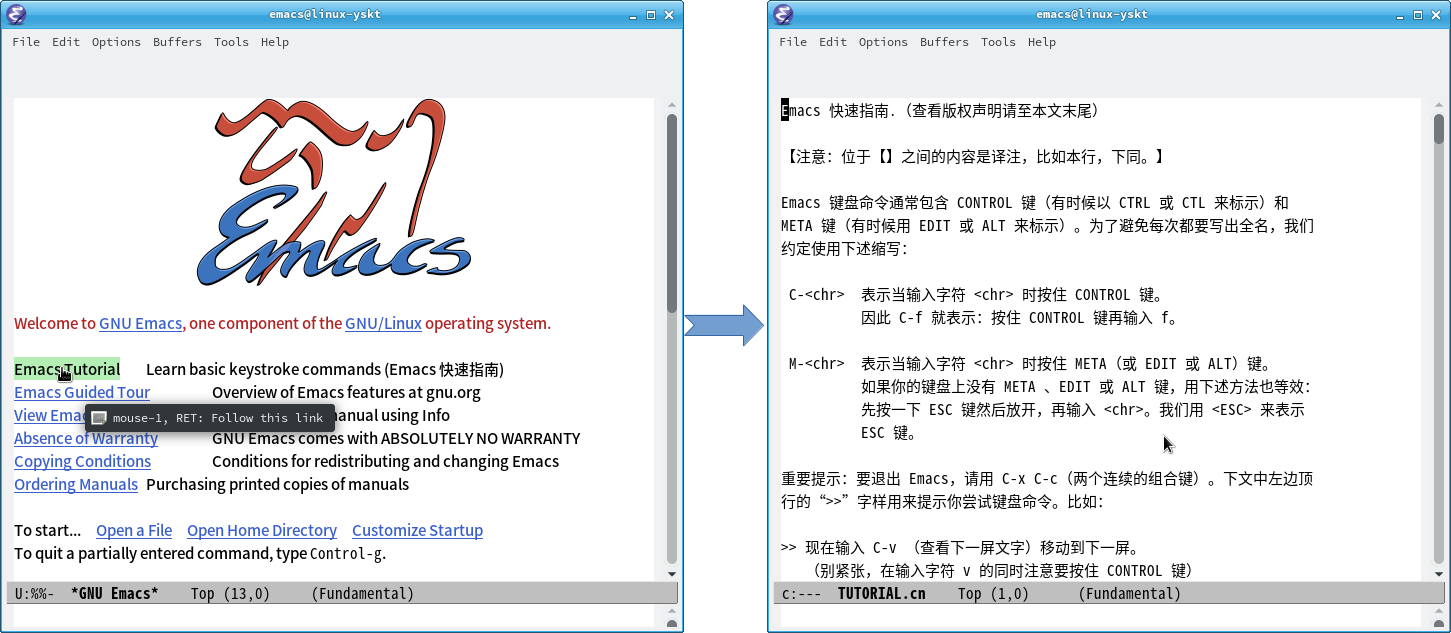 emacs@linux-yskt
File Edit Options Buffers Tools Help
Emacs
Welcome to GNU Emacs, one component of the GNU/Linux operating system.
Emacs Tutorial Learn basic keystroke commands (Emacs 快速指南)
Emacs Guided Tour Overview of Emacs features at gnu.org
View Emac anual using Info
mouse-1, RET: Follow this link
Absence of Warranty GNU Emacs comes with ABSOLUTELY NO WARRANTY
Copying Conditions Conditions for redistributing and changing Emacs
Ordering Manuals Purchasing printed copies of manuals
To start... Open a File Open Home Directory Customize Startup
To quit a partially entered command, type Control-g.
U:%%- *GNU Emacs* Top (13,0) (Fundamental)
emacs@linux-yskt
File Edit Options Buffers Tools Help
Emacs 快速指南.（查看版权声明请至本文末尾）
【注意：位于【】之间的内容是译注，比如本行，下同。】
Emacs 键盘命令通常包含 CONTROL 键（有时候以 CTRL 或 CTL 来标示）和
META 键（有时候用 EDIT 或 ALT 来标示）。为了避免每次都要写出全名，我们
约定使用下述缩写：
C-<chr> 表示当输入字符 <chr> 时按住 CONTROL 键。
因此 C-f 就表示：按住 CONTROL 键再输入 f。
M-<chr> 表示当输入字符 <chr> 时按住 META（或 EDIT 或 ALT）键。
如果你的键盘上没有 META 、EDIT 或 ALT 键，用下述方法也等效：
先按一下 ESC 键然后放开，再输入 <chr>。我们用 <ESC> 来表示
ESC 键。
重要提示：要退出 Emacs，请用 C-x C-c（两个连续的组合键）。下文中左边顶
行的“>>”字样用来提示你尝试键盘命令。比如：
>> 现在输入 C-v （查看下一屏文字）移动到下一屏。
（别紧张，在输入字符 v 的同时注意要按住 CONTROL 键）
c:--- TUTORIAL.cn Top (1,0) (Fundamental)